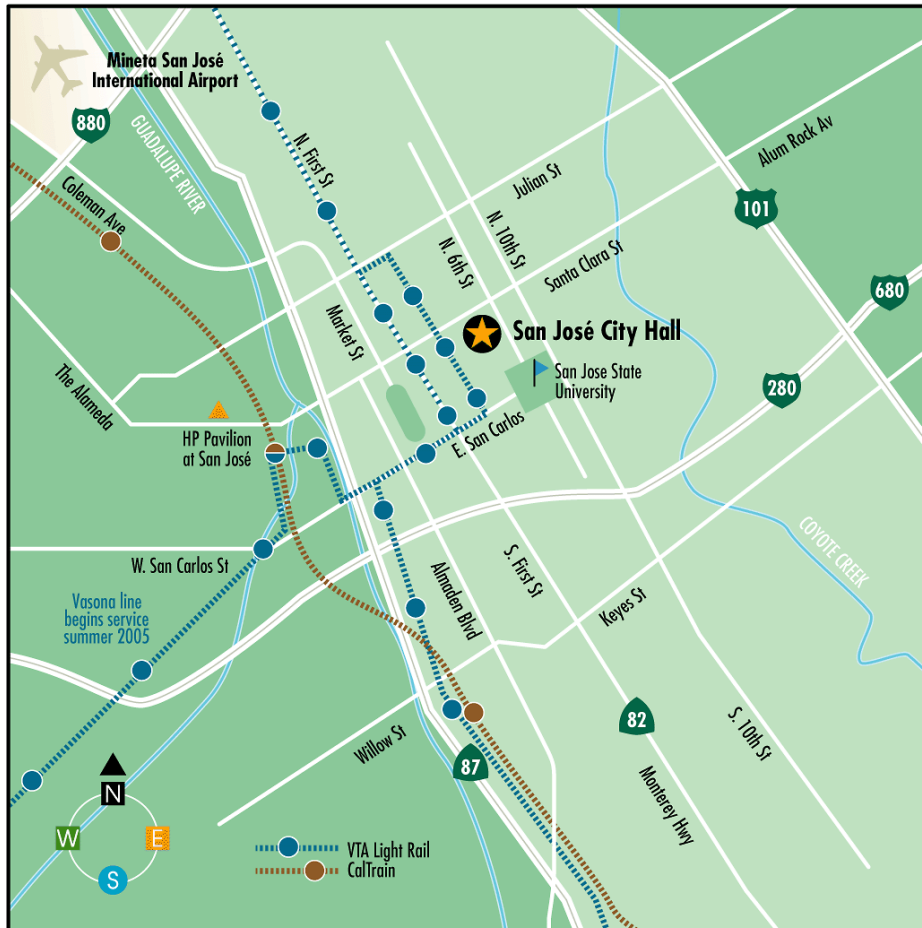 Mineta San José
International Airport
880
GUADALUPE RIVER
N. First St
Coleman Ave
Julian St
Alum Rock Av
101
N. 10th St
N. 6th St
Santa Clara St
680
Market St
San José City Hall
San Jose State
University
280
The Alameda
HP Pavilion
at San José
E. San Carlos
W. San Carlos St
COYOTE CREEK
Vasona line
begins service
summer 2005
Almaden Blvd
S. First St
Keyes St
82
S. 10th St
Willow St
87
Monterey Hwy
N
W
E
S
VTA Light Rail
CalTrain